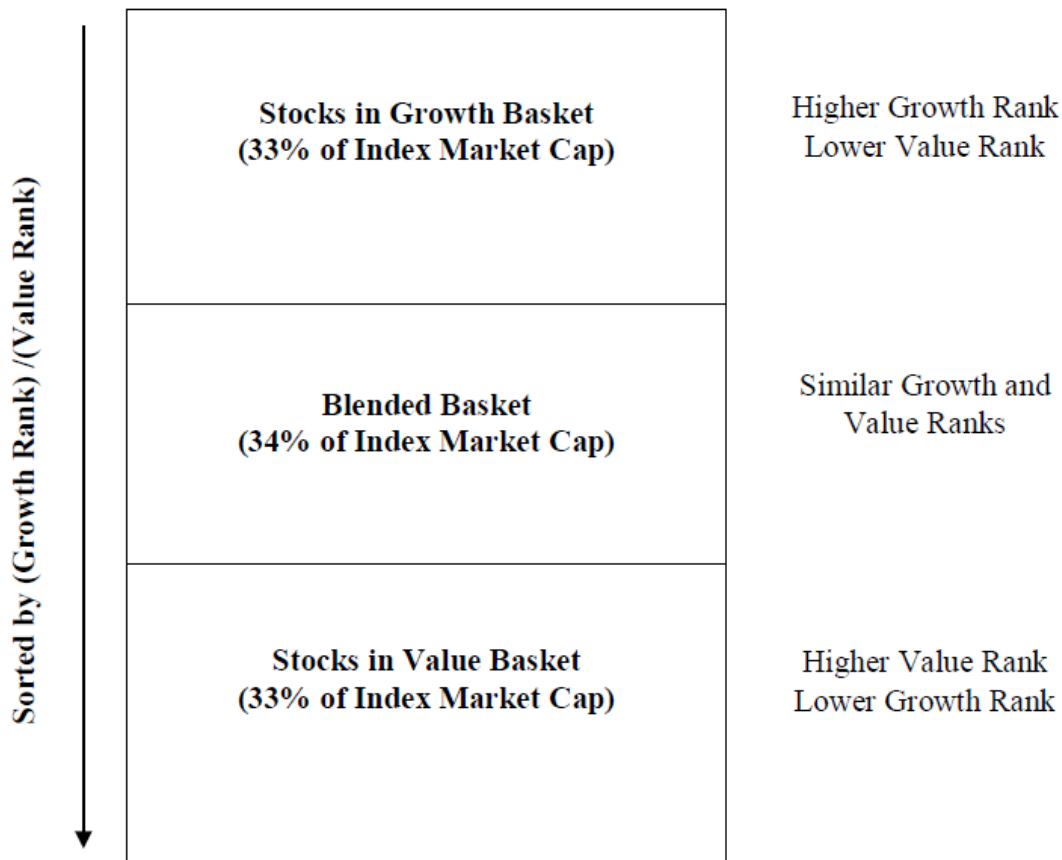 Sorted by (Growth Rank) /(Value Rank)
Stocks in Growth Basket
(33% of Index Market Cap)
Higher Growth Rank
Lower Value Rank
Blended Basket
(34% of Index Market Cap)
Similar Growth and
Value Ranks
Stocks in Value Basket
(33% of Index Market Cap)
Higher Value Rank
Lower Growth Rank